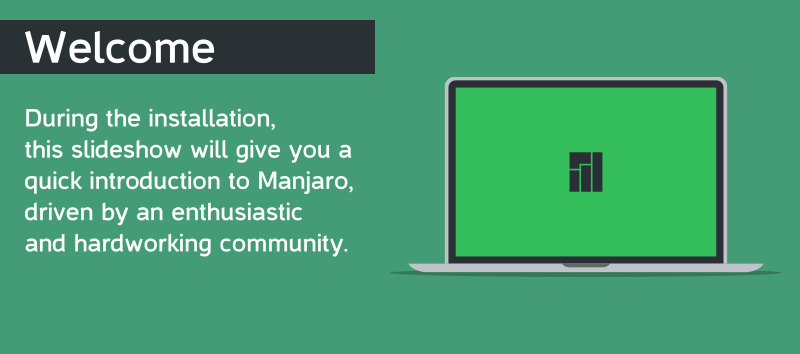 Welcome
During the installation,
this slideshow will give you a
quick introduction to Manjaro,
driven by an enthusiastic
and hardworking community.